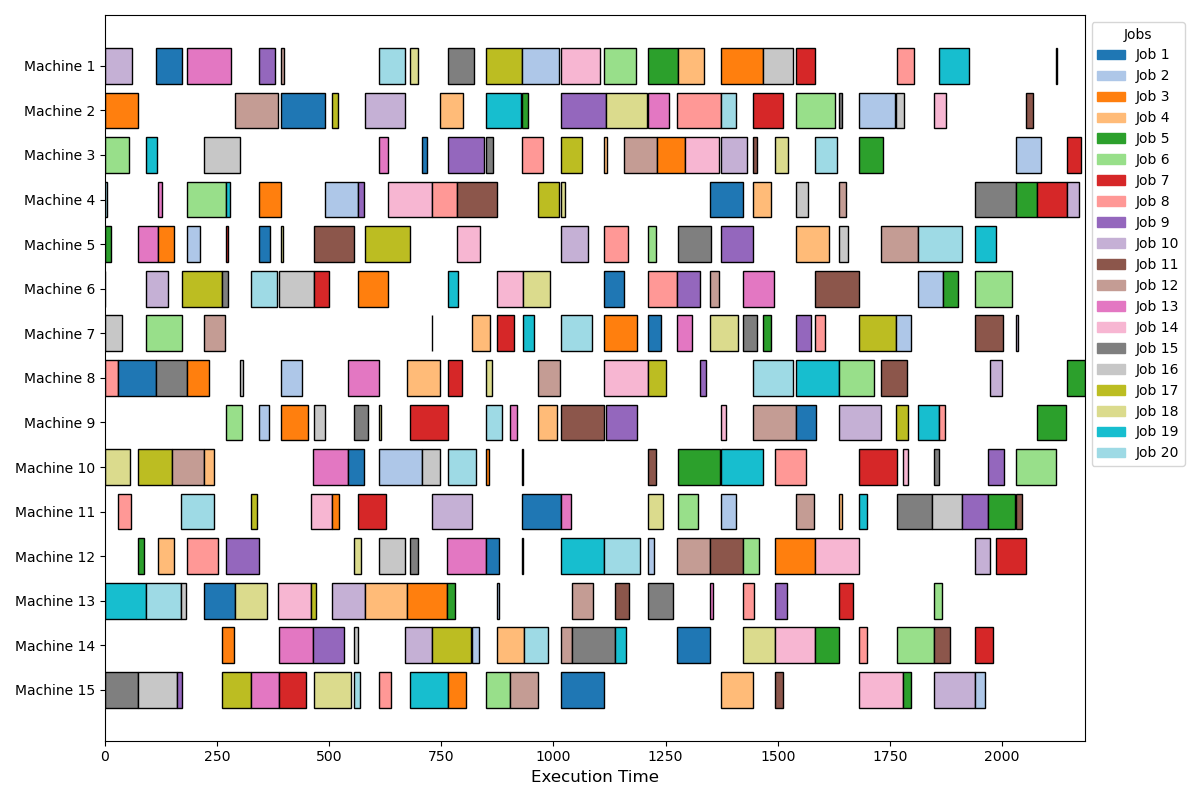 Machine 1
Machine 2
Machine 3
Machine 4
Machine 5
Machine 6
Machine 7
Machine 8
Machine 9
Machine 10
Machine 11
Machine 12
Machine 13
Machine 14
Machine 15
0 250 500 750 1000 1250 1500 1750 2000
Execution Time
Jobs
Job 1
Job 2
Job 3
Job 4
Job 5
Job 6
Job 7
Job 8
Job 9
Job 10
Job 11
Job 12
Job 13
Job 14
Job 15
Job 16
Job 17
Job 18
Job 19
Job 20